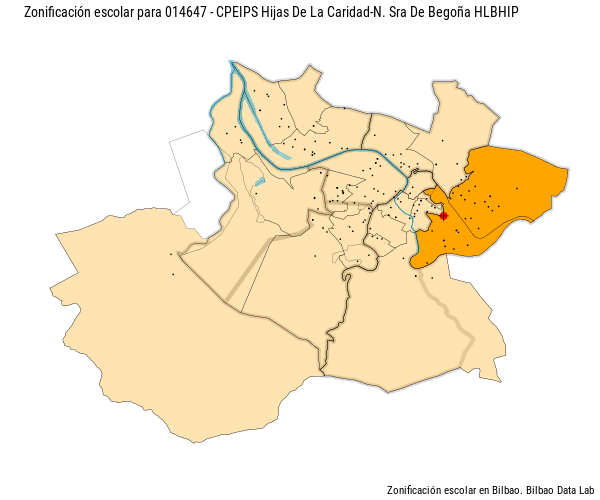 Zonificación escolar para 014647 - CPEIPS Hijas De La Caridad-N. Sra De Begoña HLBHIP
Zonificación escolar en Bilbao. Bilbao Data Lab